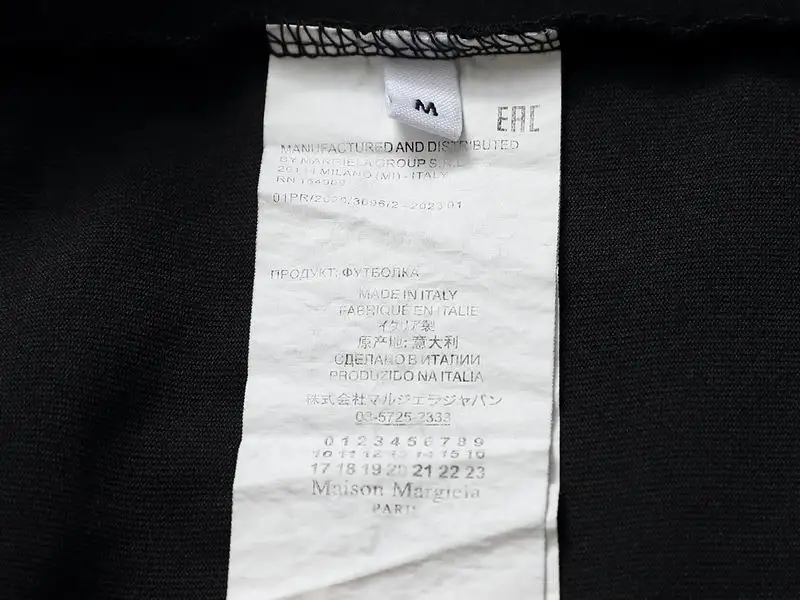 M
EAC
MANUFACTURED AND DISTRIBUTED
BY MARGIELA GROUP S.R.L.
MILANO (MI) - ITALY
RN
ПРОДУКТ: ФУТБОЛКА
MADE IN ITALY
FABRIQUÉ EN ITALIE
イタリア製
原产地: 意大利
СДЕЛАНО В ИТАЛИИ
PRODUZIDO NA ITALIA
株式会社マルジェラジャパン
03-5725-2333
0 1 2 3 4 5 6 7 8 9
10 11 12 13 14 15 16
17 18 19 20 21 22 23
Maison Margiela
PARIS